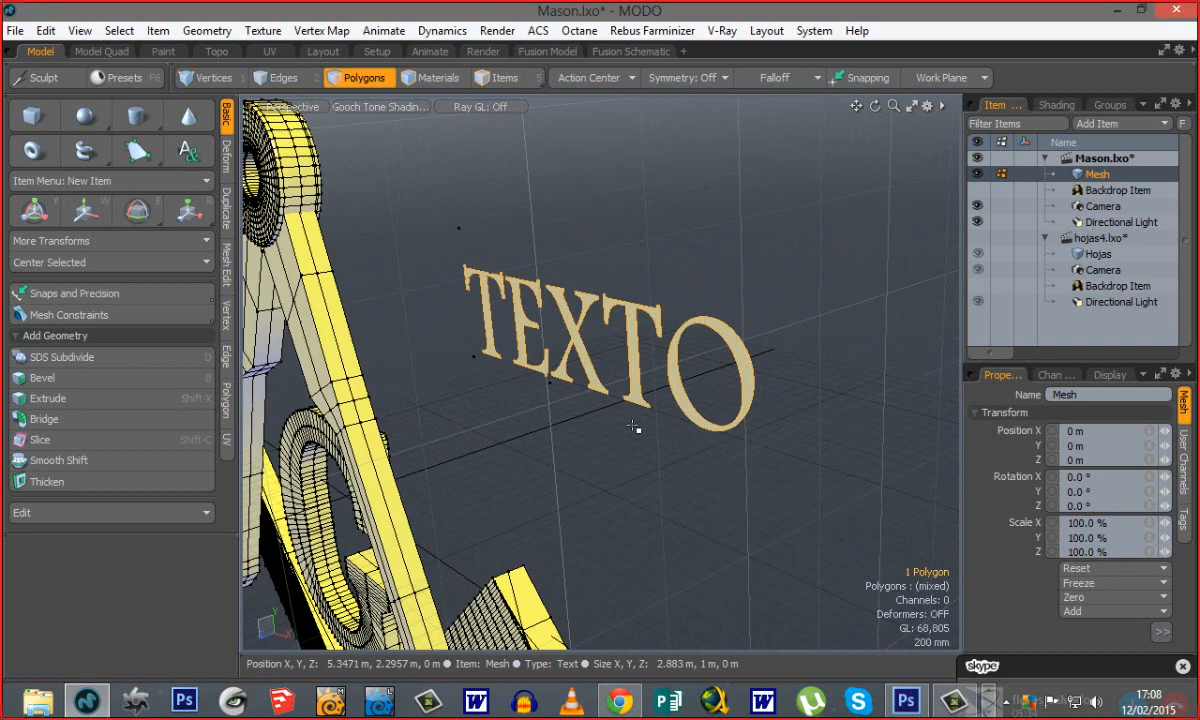 Mason.lxo* - MODO
File Edit View Select Item Geometry Texture Vertex Map Animate Dynamics Render ACS Octane Rebus Farminizer V-Ray Layout System Help
Model Model Quad Paint Topo UV Layout Setup Animate Render Fusion Model Fusion Schematic +
Sculpt Presets F6 Vertices 1 Edges 2 Polygons Materials Items 5 Action Center Symmetry: Off Falloff Snapping Work Plane
Perspective Gooch Tone Shadin... Ray GL: Off
Item ... Shading Groups
Filter Items Add Item F
Name
Mason.lxo*
Mesh
Backdrop Item
Camera
Directional Light
hojas4.lxo*
Hojas
Camera
Backdrop Item
Directional Light
Basic
Deform
Duplicate
Mesh Edit
Vertex
Edge
Polygon
UV
Item Menu: New Item
Y W E R
More Transforms
Center Selected
Snaps and Precision
Mesh Constraints
Add Geometry
SDS Subdivide D
Bevel B
Extrude Shift-X
Bridge
Slice Shift-C
Smooth Shift
Thicken
Edit
TEXTO
1 Polygon
Polygons : (mixed)
Channels: 0
Deformers: OFF
GL: 68,805
200 mm
Prope... Chan ... Display
Name Mesh
Transform
Position X 0 m
Y 0 m
Z 0 m
Rotation X 0.0 °
Y 0.0 °
Z 0.0 °
Scale X 100.0 %
Y 100.0 %
Z 100.0 %
Reset
Freeze
Zero
Add
>>
Mesh
User Channels
Tags
Position X, Y, Z: 5.3471 m, 2.2957 m, 0 m Item: Mesh Type: Text Size X, Y, Z: 2.883 m, 1 m, 0 m
skype
17:08
12/02/2015